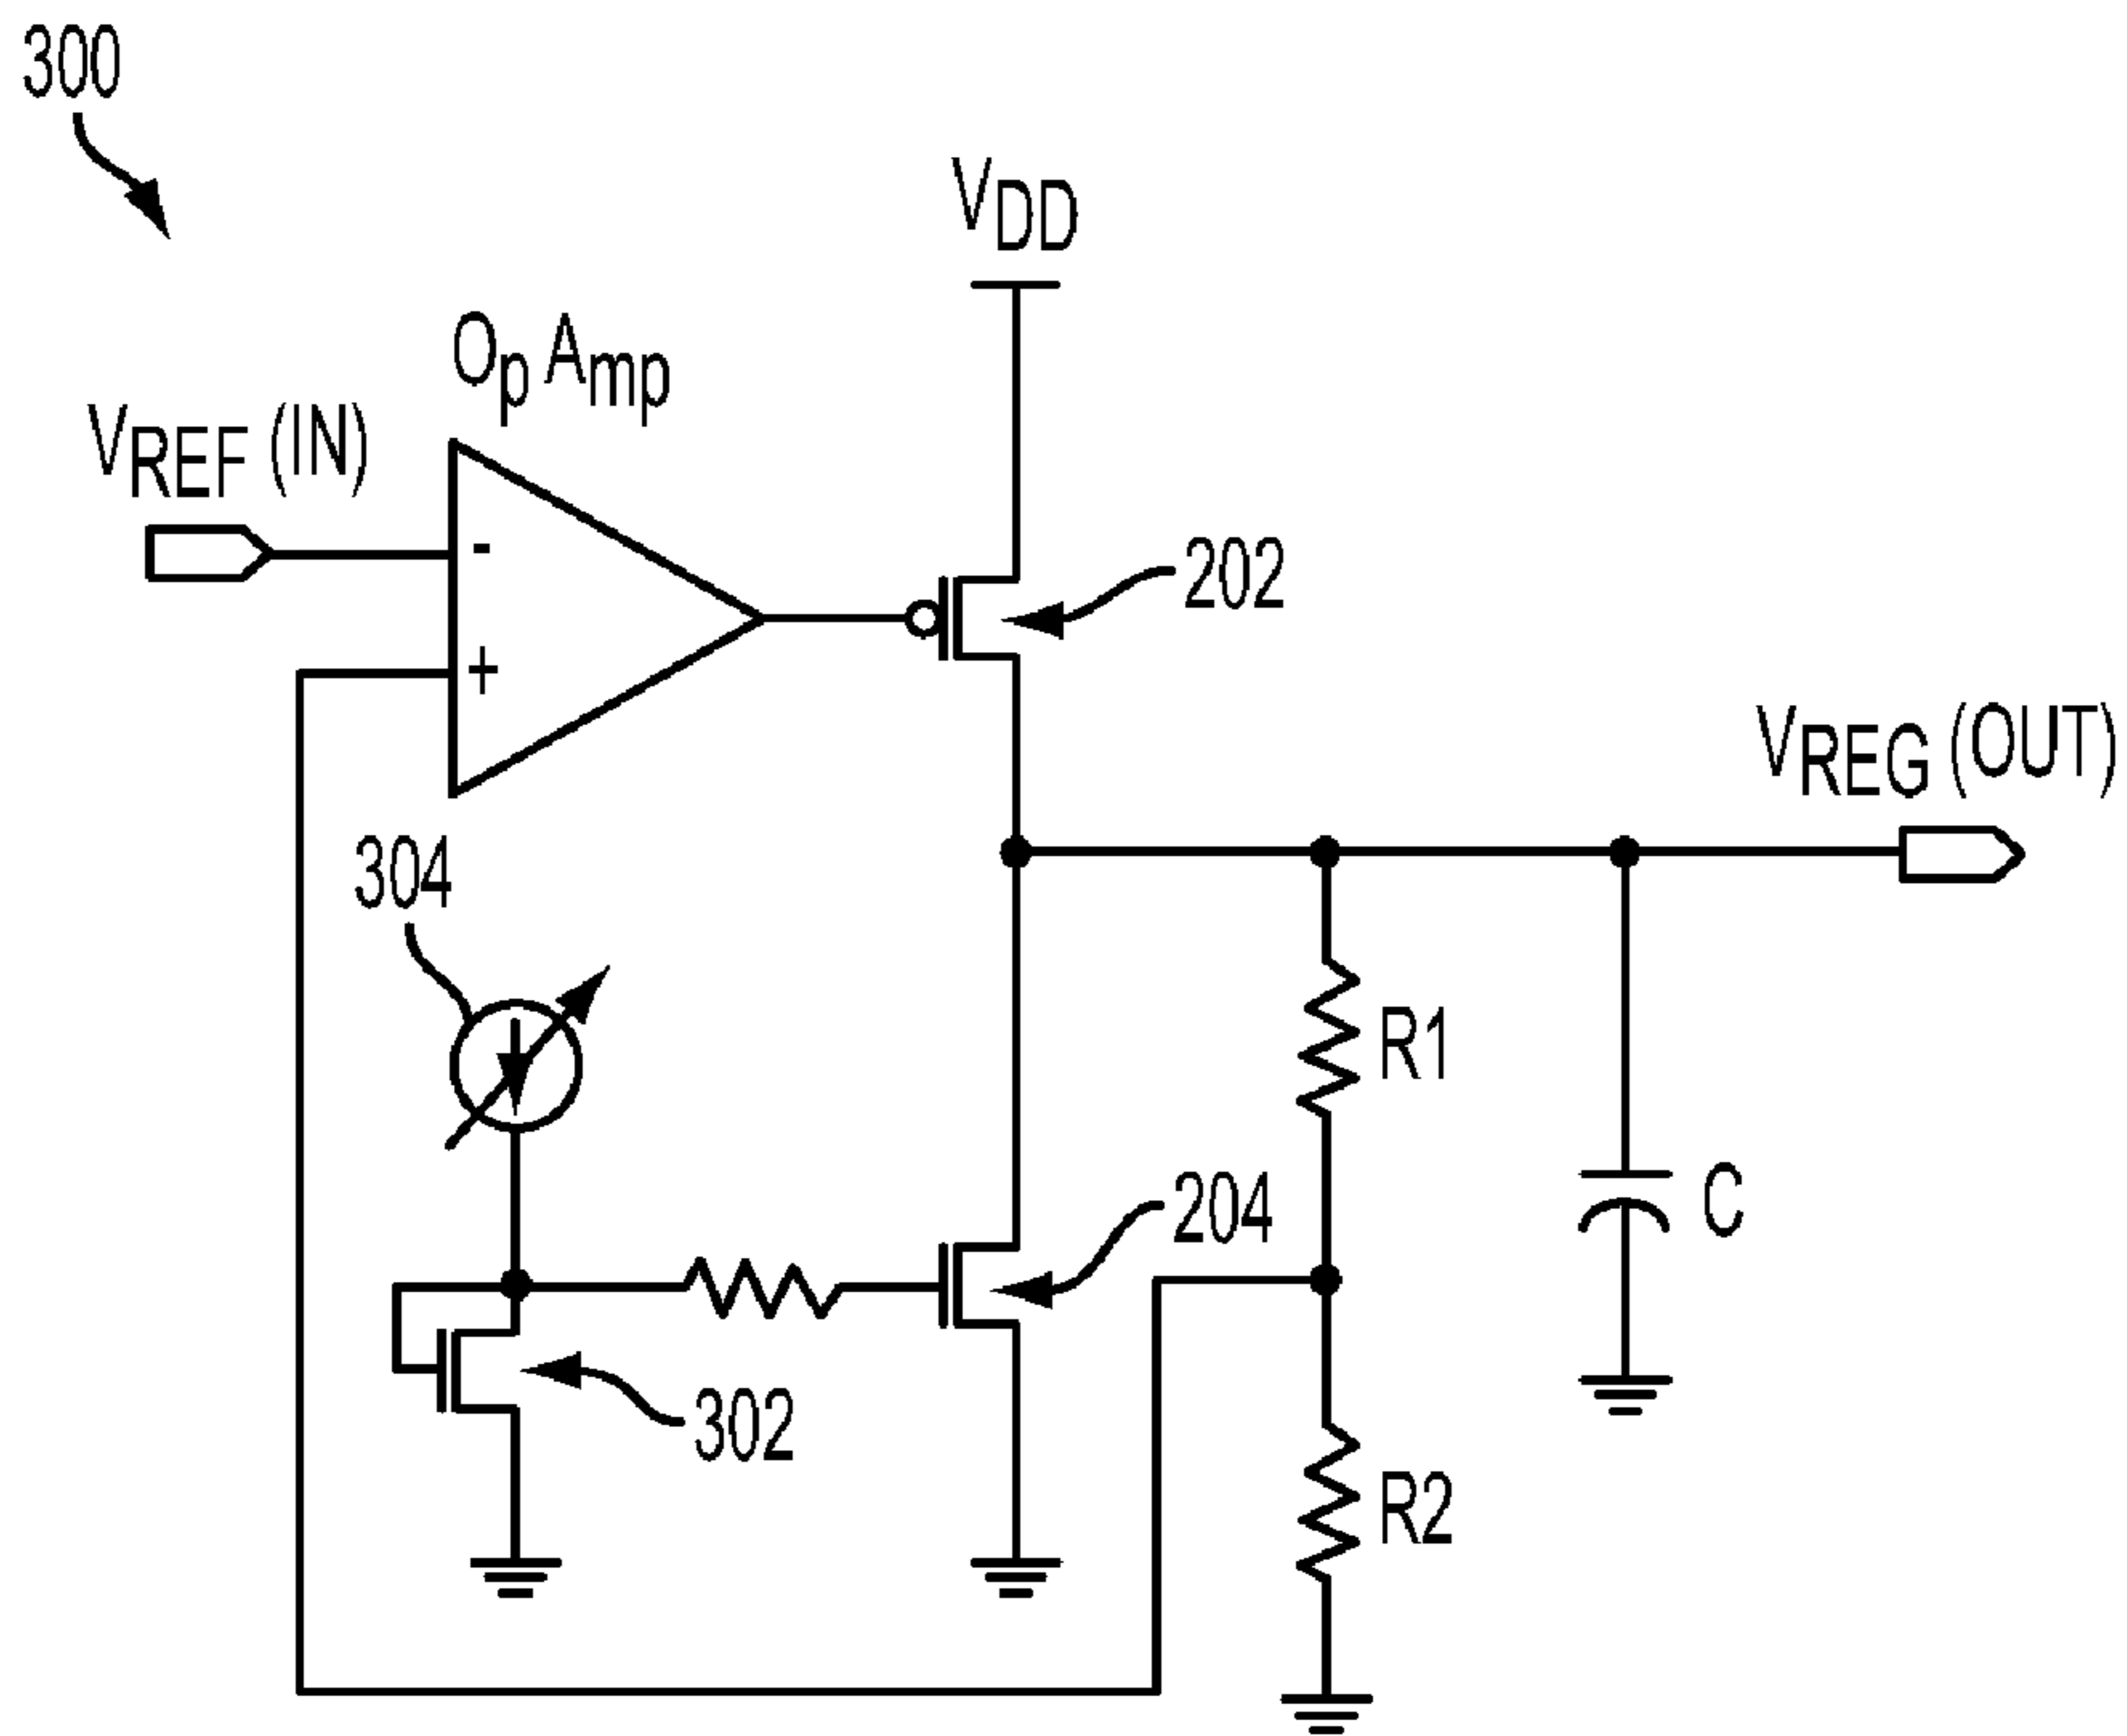 300
VDD
Op Amp
VREF (IN)
-
+
202
VREG (OUT)
304
R1
204
C
302
R2